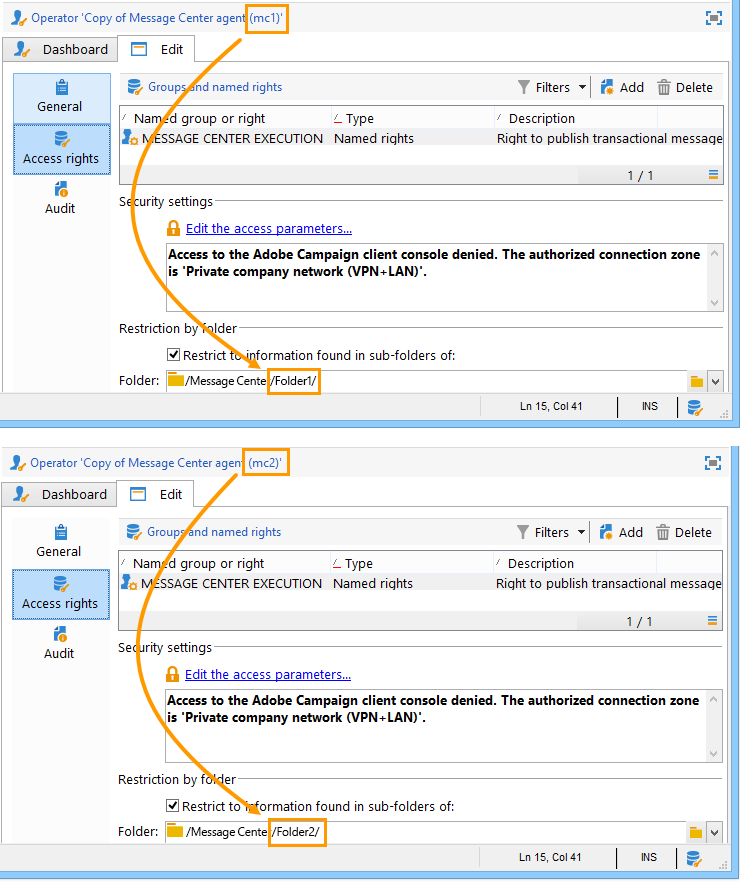 Operator 'Copy of Message Center agent (mc1)'
Dashboard Edit
General
Access rights
Audit
Groups and named rights Filters Add Delete
Named group or right Type Description
MESSAGE CENTER EXECUTION Named rights Right to publish transactional message
1 / 1
Security settings
Edit the access parameters...
Access to the Adobe Campaign client console denied. The authorized connection zone
is 'Private company network (VPN+LAN)'.
Restriction by folder
Restrict to information found in sub-folders of:
Folder: /Message Cente /Folder1/
Ln 15, Col 41 INS
Operator 'Copy of Message Center agent (mc2)'
Dashboard Edit
General
Access rights
Audit
Groups and named rights Filters Add Delete
Named group or right Type Description
MESSAGE CENTER EXECUTION Named rights Right to publish transactional message
1 / 1
Security settings
Edit the access parameters...
Access to the Adobe Campaign client console denied. The authorized connection zone
is 'Private company network (VPN+LAN)'.
Restriction by folder
Restrict to information found in sub-folders of:
Folder: /Message Cente /Folder2/
Ln 15, Col 41 INS